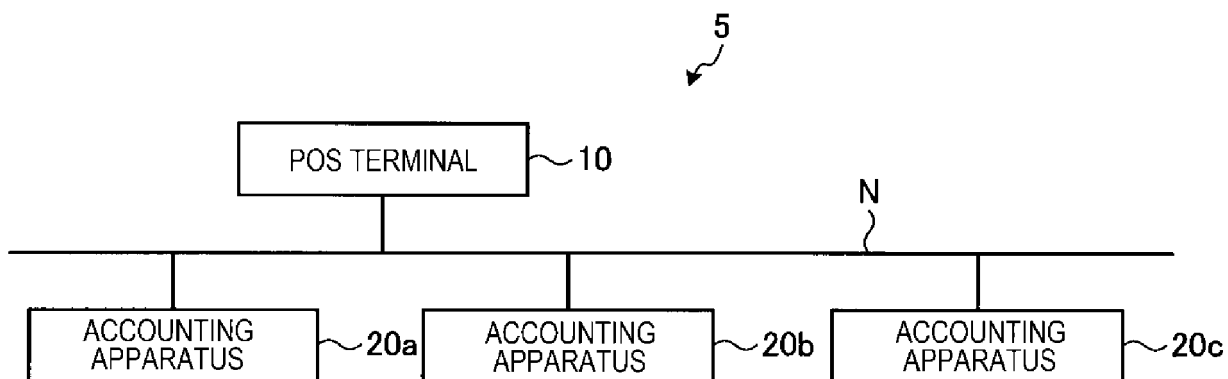 5
POS TERMINAL
10
N
ACCOUNTING
APPARATUS
20a
ACCOUNTING
APPARATUS
20b
ACCOUNTING
APPARATUS
20c